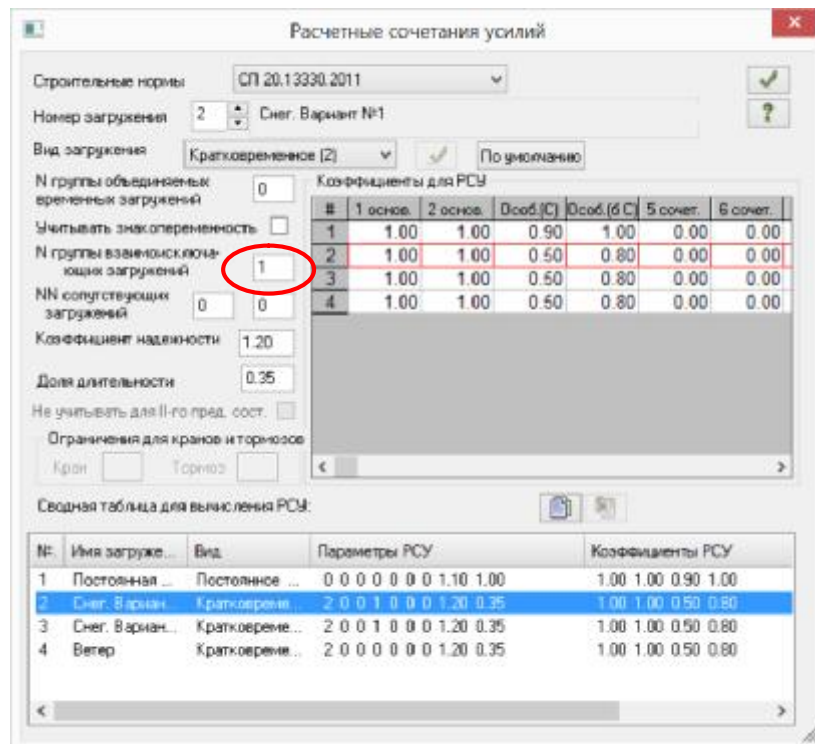 Расчетные сочетания усилий
Строительные нормы СП 20.13330.2011
Номер загружения 2 Снег. Вариант №1
Вид загружения Кратковременное (2) По умолчанию
N группы объединяемых временных загружений 0
Коэффициенты для РСУ
Учитывать знакопеременность
N группы взаимоисключающих загружений 1
NN сопутствующих загружений 0 0
Коэффициент надежности 1.20
Доля длительности 0.35
Не учитывать для II-го пред. сост.
Ограничения для кранов и тормозов
Кран Тормоз
# 1 основ. 2 основ. Особ.(С) Особ.(б С) 5 сочет. 6 сочет.
1 1.00 1.00 0.90 1.00 0.00 0.00
2 1.00 1.00 0.50 0.80 0.00 0.00
3 1.00 1.00 0.50 0.80 0.00 0.00
4 1.00 1.00 0.50 0.80 0.00 0.00
Сводная таблица для вычисления РСУ:
№ Имя загруже... Вид Параметры РСУ Коэффициенты РСУ
1 Постоянная ... Постоянное ... 0 0 0 0 0 0 0 1.10 1.00 1.00 1.00 0.90 1.00
2 Снег. Вариан... Кратковреме... 2 0 0 1 0 0 0 1.20 0.35 1.00 1.00 0.50 0.80
3 Снег. Вариан... Кратковреме... 2 0 0 1 0 0 0 1.20 0.35 1.00 1.00 0.50 0.80
4 Ветер Кратковреме... 2 0 0 0 0 0 0 1.20 0.35 1.00 1.00 0.50 0.80